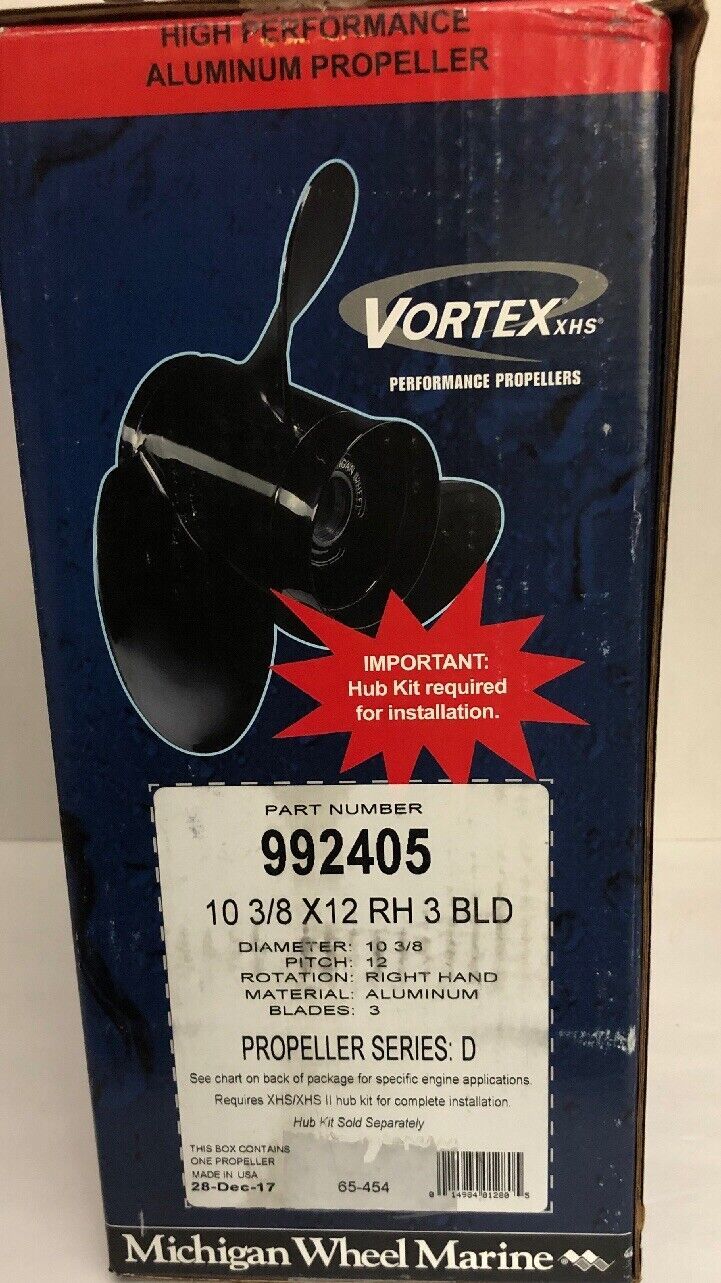 HIGH PERFORMANCE
ALUMINUM PROPELLER
VORTEX XHS®
PERFORMANCE PROPELLERS
IMPORTANT:
Hub Kit required
for installation.
PART NUMBER
992405
10 3/8 X12 RH 3 BLD
DIAMETER: 10 3/8
PITCH: 12
ROTATION: RIGHT HAND
MATERIAL: ALUMINUM
BLADES: 3
PROPELLER SERIES: D
See chart on back of package for specific engine applications.
Requires XHS/XHS II hub kit for complete installation.
Hub Kit Sold Separately
THIS BOX CONTAINS
ONE PROPELLER
MADE IN USA
28-Dec-17 65-454
0 14984 01280 5
Michigan Wheel Marine